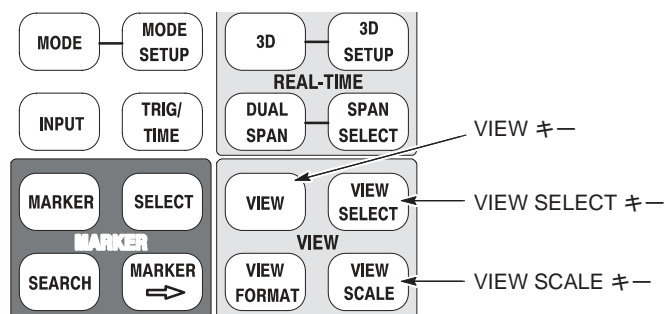 MODE
MODE
SETUP
3D
3D
SETUP
REAL-TIME
INPUT
TRIG/
TIME
DUAL
SPAN
SPAN
SELECT
VIEW キー
MARKER
SELECT
VIEW
VIEW
SELECT
VIEW SELECT キー
MARKER
VIEW
SEARCH
MARKER
VIEW
FORMAT
VIEW
SCALE
VIEW SCALE キー